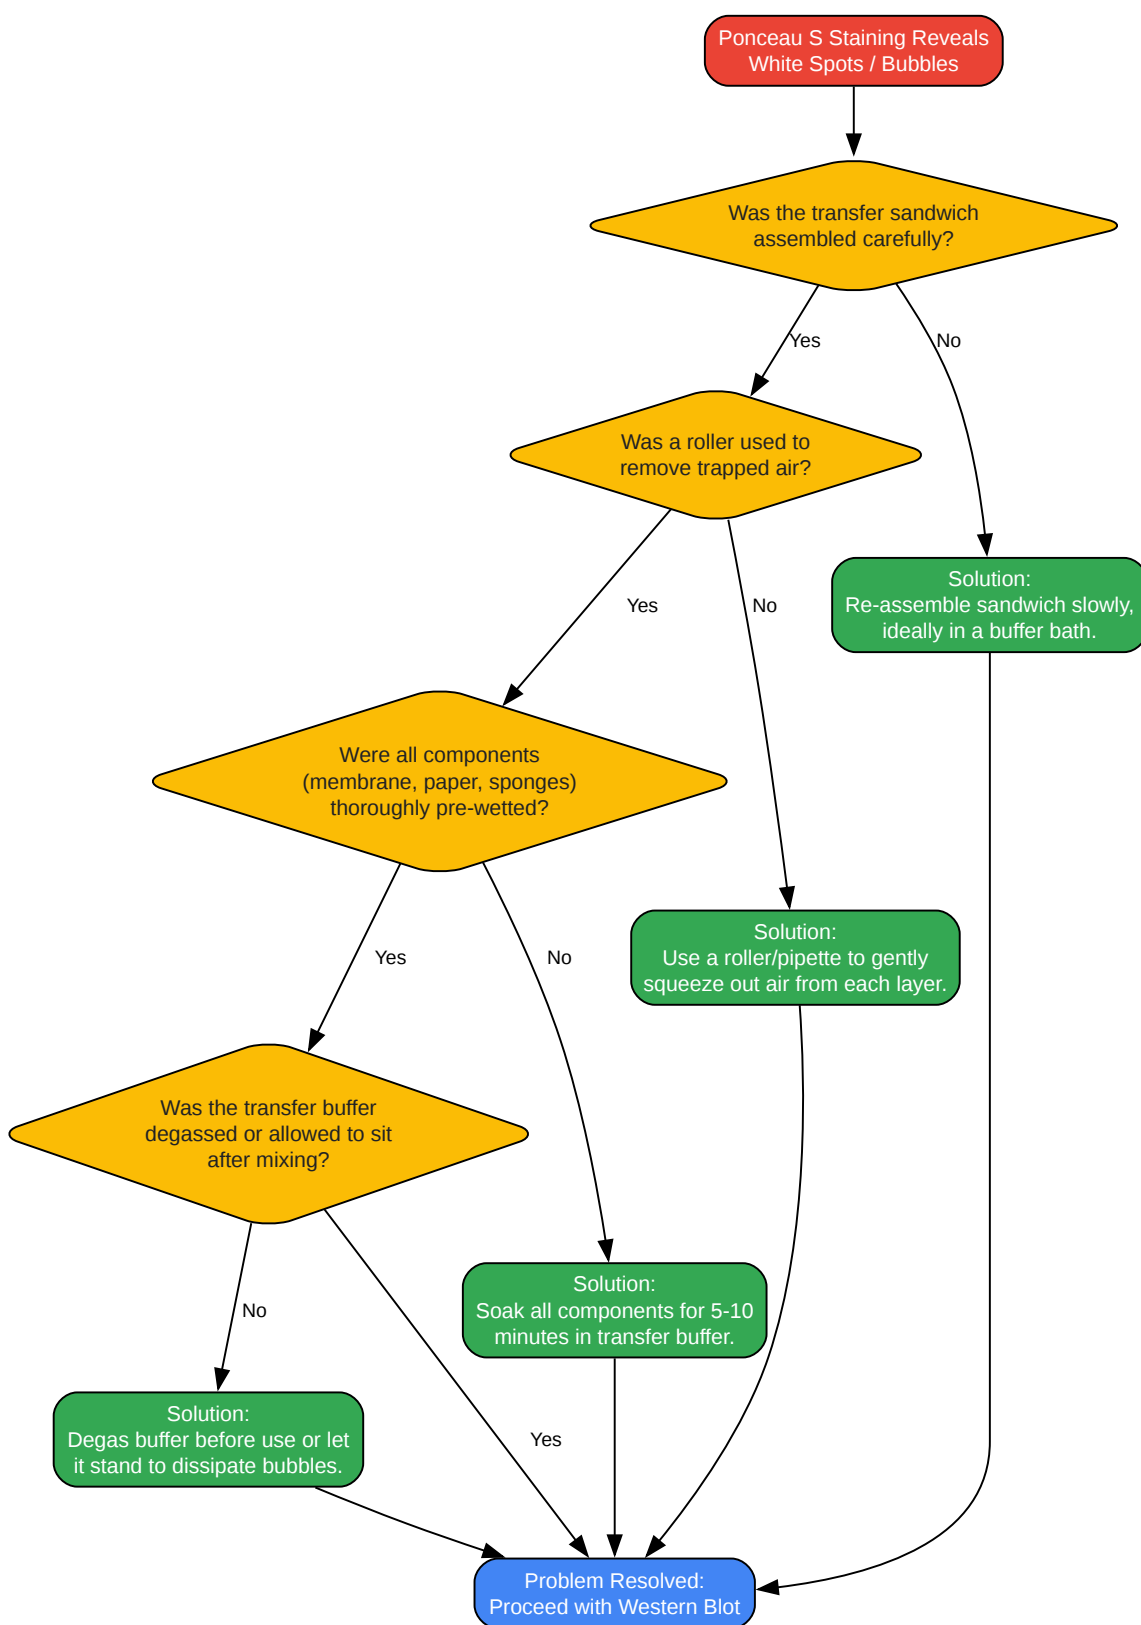 Ponceau S Staining Reveals
White Spots / Bubbles
Was the transfer sandwich
assembled carefully?
Yes
No
Was a roller used to
remove trapped air?
Solution:
Re-assemble sandwich slowly,
ideally in a buffer bath.
Yes
No
Were all components
(membrane, paper, sponges)
thoroughly pre-wetted?
Solution:
Use a roller/pipette to gently
squeeze out air from each layer.
Yes
No
Was the transfer buffer
degassed or allowed to sit
after mixing?
Solution:
Soak all components for 5-10
minutes in transfer buffer.
No
Yes
Solution:
Degas buffer before use or let
it stand to dissipate bubbles.
Problem Resolved:
Proceed with Western Blot